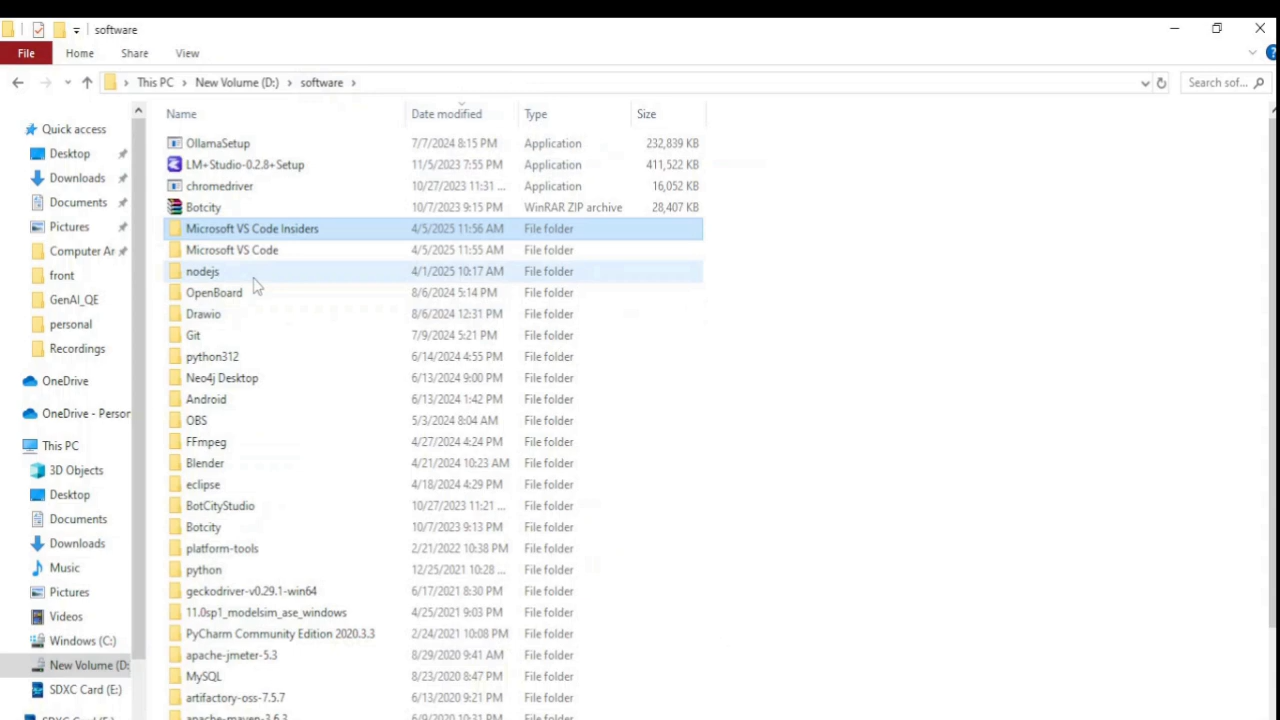 software
File Home Share View
This PC New Volume (D:) software Search sof...
Name Date modified Type Size
Quick access
Desktop
Downloads
Documents
Pictures
Computer Ar
front
GenAI_QE
personal
Recordings
OneDrive
OneDrive - Person
This PC
3D Objects
Desktop
Documents
Downloads
Music
Pictures
Videos
Windows (C:)
New Volume (D:
SDXC Card (E:)
SDXC Card (E:)
OllamaSetup 7/7/2024 8:15 PM Application 232,839 KB
LM+Studio-0.2.8+Setup 11/5/2023 7:55 PM Application 411,522 KB
chromedriver 10/27/2023 11:31 ... Application 16,052 KB
Botcity 10/7/2023 9:15 PM WinRAR ZIP archive 28,407 KB
Microsoft VS Code Insiders 4/5/2025 11:56 AM File folder
Microsoft VS Code 4/5/2025 11:55 AM File folder
nodejs 4/1/2025 10:17 AM File folder
OpenBoard 8/6/2024 5:14 PM File folder
Drawio 8/6/2024 12:31 PM File folder
Git 7/9/2024 5:21 PM File folder
python312 6/14/2024 4:55 PM File folder
Neo4j Desktop 6/13/2024 9:00 PM File folder
Android 6/13/2024 1:42 PM File folder
OBS 5/3/2024 8:04 AM File folder
FFmpeg 4/27/2024 4:24 PM File folder
Blender 4/21/2024 10:23 AM File folder
eclipse 4/18/2024 4:29 PM File folder
BotCityStudio 10/27/2023 11:21 ... File folder
Botcity 10/7/2023 9:13 PM File folder
platform-tools 2/21/2022 10:38 PM File folder
python 12/25/2021 10:28 ... File folder
geckodriver-v0.29.1-win64 6/17/2021 8:30 PM File folder
11.0sp1_modelsim_ase_windows 4/25/2021 9:03 PM File folder
PyCharm Community Edition 2020.3.3 2/24/2021 10:08 PM File folder
apache-jmeter-5.3 8/29/2020 9:41 AM File folder
MySQL 8/23/2020 8:47 PM File folder
artifactory-oss-7.5.7 6/13/2020 9:21 PM File folder
apache-maven-3.6.3 6/9/2020 10:31 PM File folder